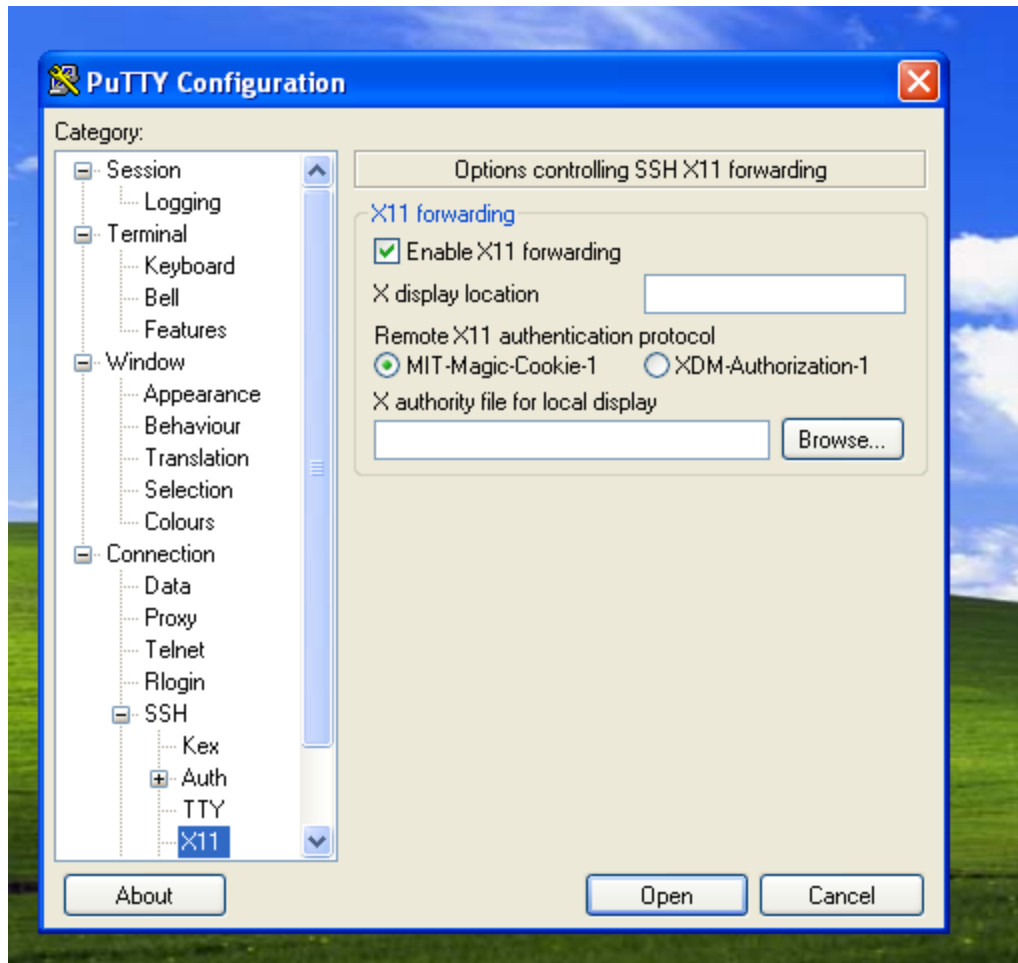 PuTTY Configuration
Category:
Session
Logging
Terminal
Keyboard
Bell
Features
Window
Appearance
Behaviour
Translation
Selection
Colours
Connection
Data
Proxy
Telnet
Rlogin
SSH
Kex
Auth
TTY
X11
Options controlling SSH X11 forwarding
X11 forwarding
Enable X11 forwarding
X display location
Remote X11 authentication protocol
MIT-Magic-Cookie-1 XDM-Authorization-1
X authority file for local display
Browse...
About Open Cancel